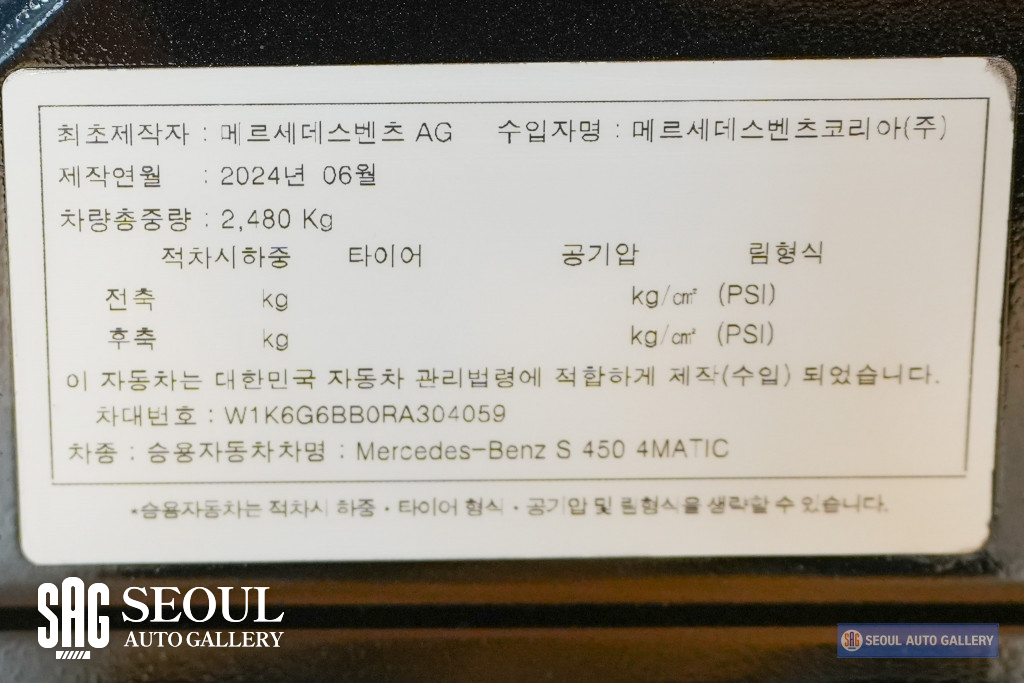 최초제작자 : 메르세데스벤츠 AG 수입자명 : 메르세데스벤츠코리아(주)
제작연월 : 2024년 06월
차량총중량 : 2,480 Kg
적차시하중 타이어 공기압 림형식
전축 kg kg/㎠ (PSI)
후축 kg kg/㎠ (PSI)
이 자동차는 대한민국 자동차 관리법령에 적합하게 제작(수입) 되었습니다.
차대번호 : W1K6G6BB0RA304059
차종 : 승용자동차차명 : Mercedes-Benz S 450 4MATIC
*승용자동차는 적차시 하중 · 타이어 형식 · 공기압 및 림형식을 생략할 수 있습니다.
SAG SEOUL
AUTO GALLERY
SAG SEOUL AUTO GALLERY